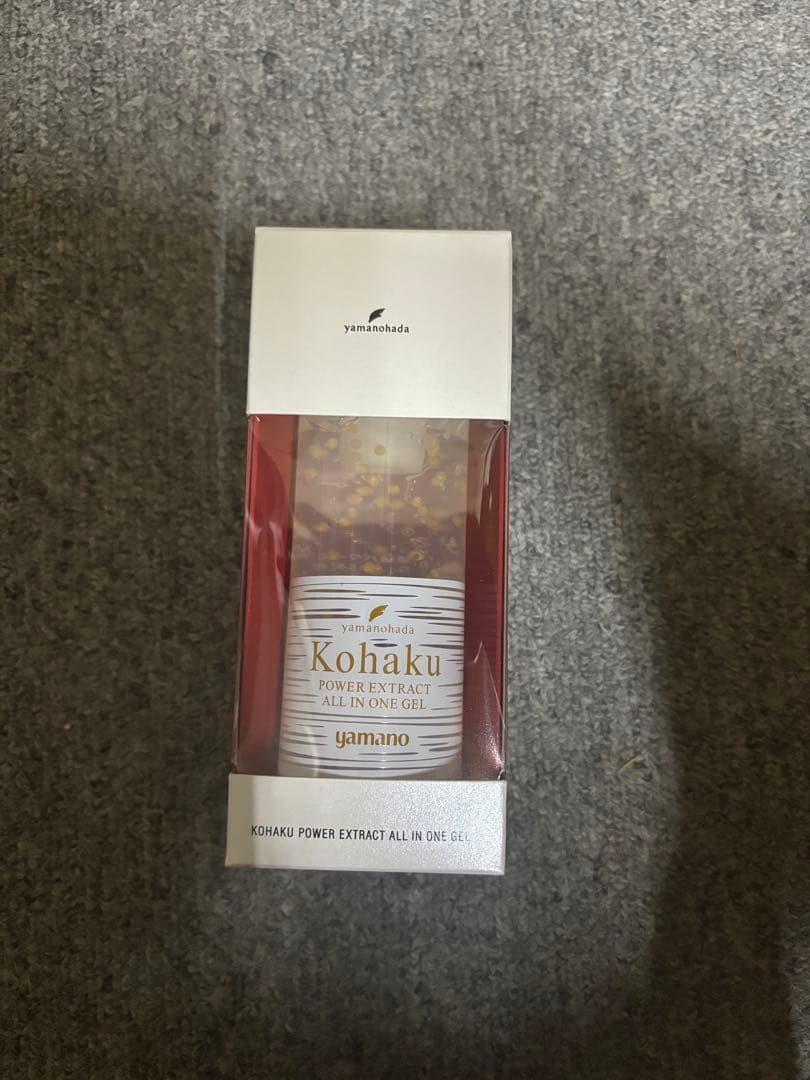 yamanohada
yamanohada
Kohaku
POWER EXTRACT
ALL IN ONE GEL
yamano
KOHAKU POWER EXTRACT ALL IN ONE GEL